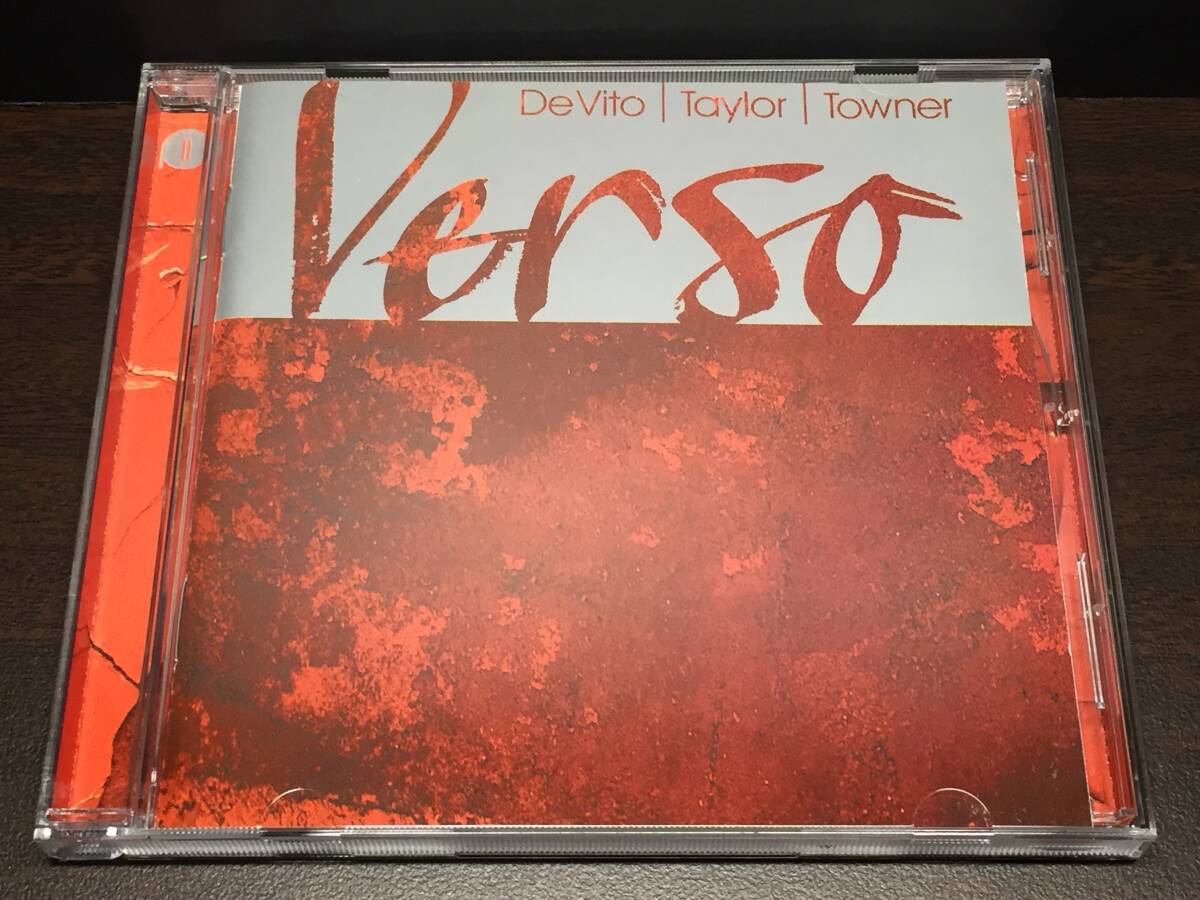 DeVito | Taylor | Towner
Verso